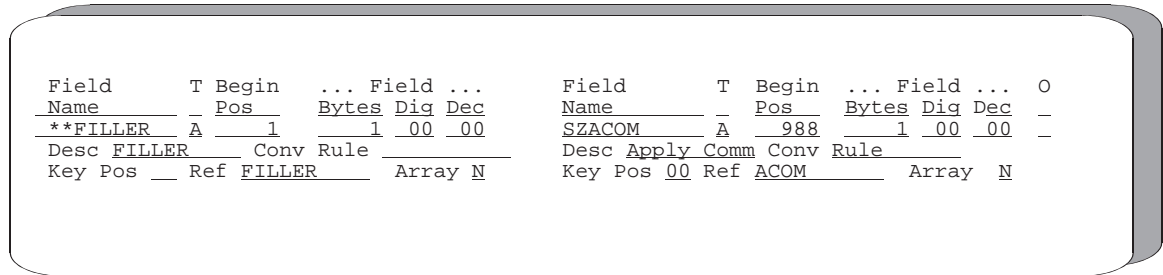 Field T Begin ... Field ... Field T Begin ... Field ... O
Name Pos Bytes Dig Dec Name Pos Bytes Dig Dec
**FILLER A 1 1 00 00 SZACOM A 988 1 00 00
Desc FILLER Conv Rule Desc Apply Comm Conv Rule
Key Pos Ref FILLER Array N Key Pos 00 Ref ACOM Array N